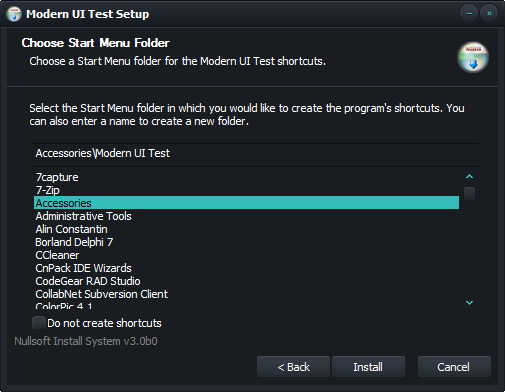 Modern UI Test Setup
Choose Start Menu Folder
Choose a Start Menu folder for the Modern UI Test shortcuts.
Select the Start Menu folder in which you would like to create the program's shortcuts. You
can also enter a name to create a new folder.
Accessories\Modern UI Test
7capture
7-Zip
Accessories
Administrative Tools
Alin Constantin
Borland Delphi 7
CCleaner
CnPack IDE Wizards
CodeGear RAD Studio
CollabNet Subversion Client
ColorPic 4.1
Do not create shortcuts
Nullsoft Install System v3.0b0
< Back
Install
Cancel